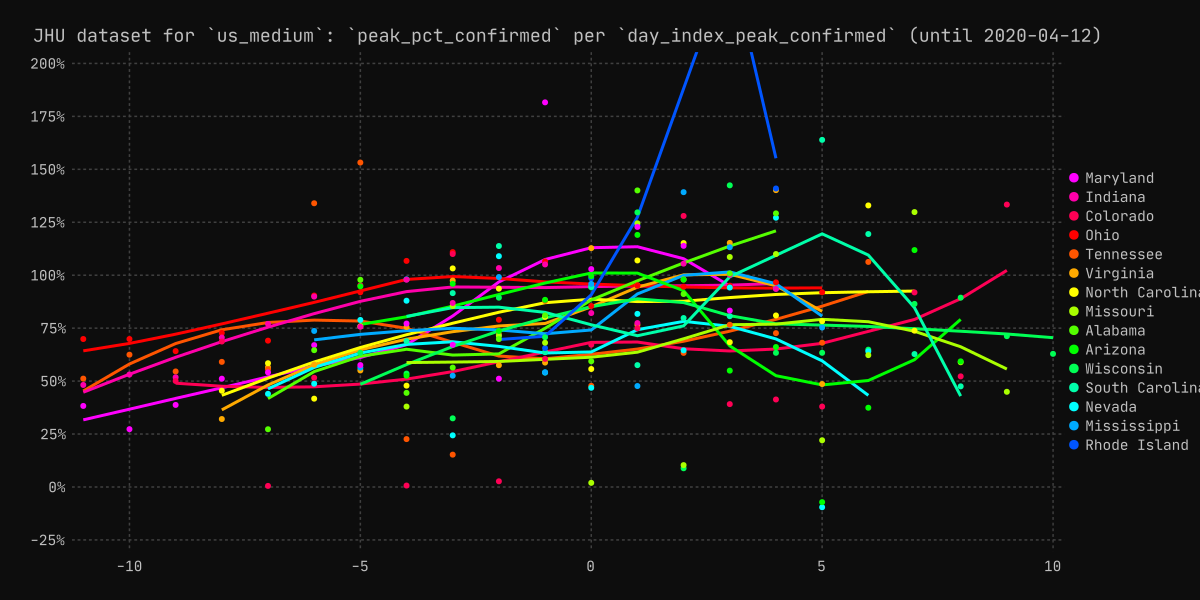 JHU dataset for `us_medium`: `peak_pct_confirmed` per `day_index_peak_confirmed` (until 2020-04-12)
200%
175%
150%
125%
100%
75%
50%
25%
0%
−25%
−10
−5
0
5
10
Maryland
Indiana
Colorado
Ohio
Tennessee
Virginia
North Carolina
Missouri
Alabama
Arizona
Wisconsin
South Carolina
Nevada
Mississippi
Rhode Island